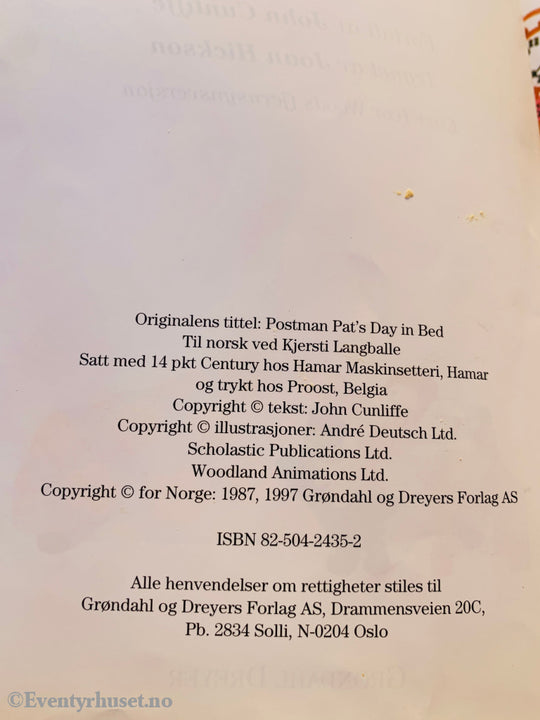 Originalens tittel: Postman Pat's Day in Bed
Til norsk ved Kjersti Langballe
Satt med 14 pkt Century hos Hamar Maskinsetteri, Hamar
og trykt hos Proost, Belgia
Copyright © tekst: John Cunliffe
Copyright © illustrasjoner: André Deutsch Ltd.
Scholastic Publications Ltd.
Woodland Animations Ltd.
Copyright © for Norge: 1987, 1997 Grøndahl og Dreyers Forlag AS
ISBN 82-504-2435-2
Alle henvendelser om rettigheter stiles til
Grøndahl og Dreyers Forlag AS, Drammensveien 20C,
Pb. 2834 Solli, N-0204 Oslo
©Eventyrhuset.no